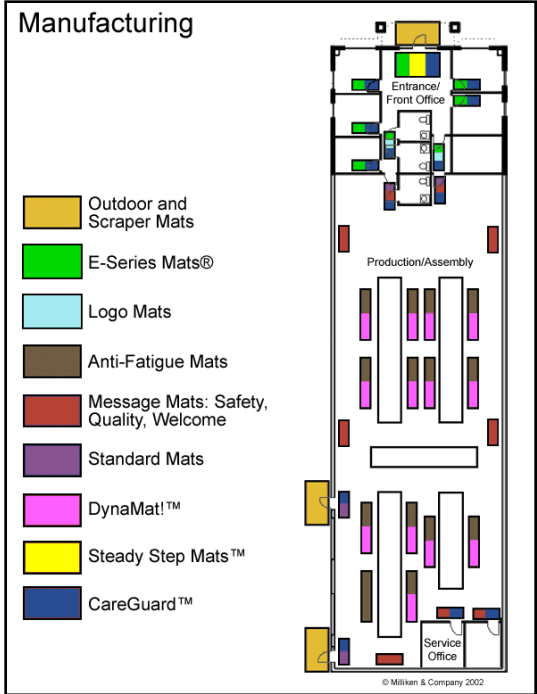 Manufacturing
Entrance/
Front Office
Outdoor and
Scraper Mats
E-Series Mats®
Production/Assembly
Logo Mats
Anti-Fatigue Mats
Message Mats: Safety,
Quality, Welcome
Standard Mats
DynaMat!™
Steady Step Mats™
CareGuard™
Service
Office
© Milliken & Company 2002